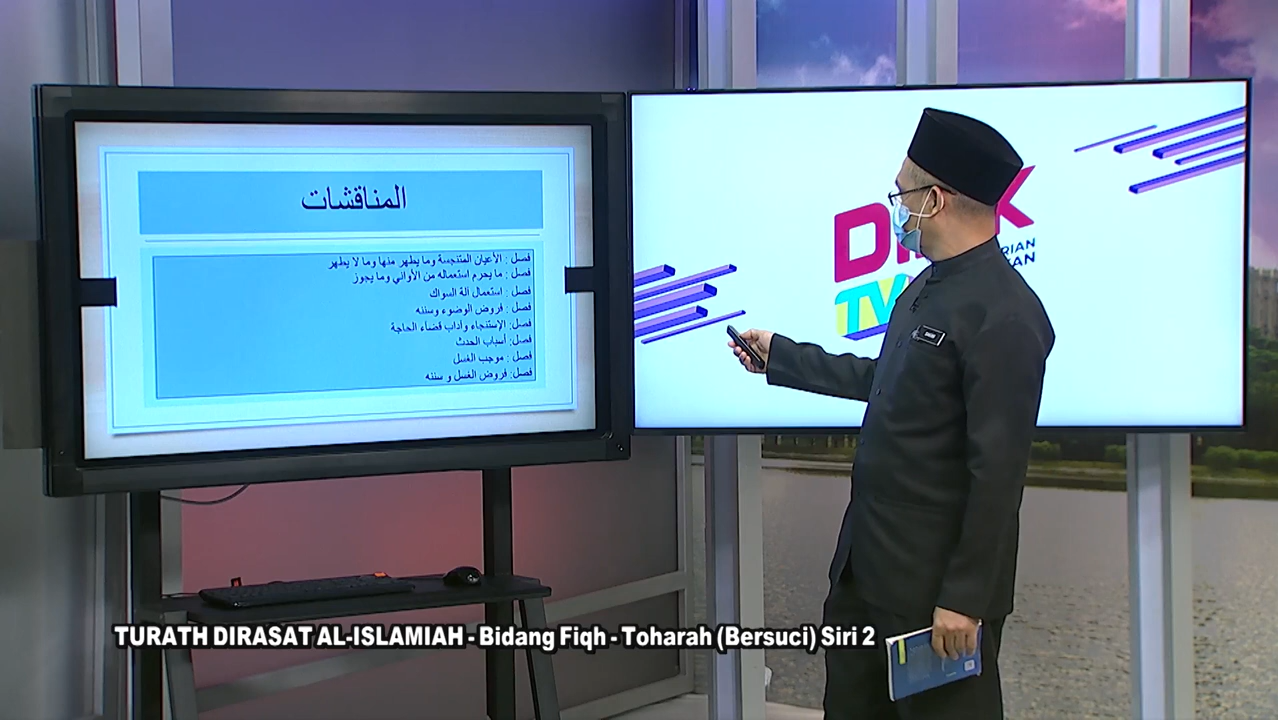 المناقشات
فصل : الأعيان المتنجسة وما يطهر منها وما لا يطهر
فصل : ما يحرم استعماله من الأواني وما يجوز
فصل : استعمال آلة السواك
فصل : فروض الوضوء وسننه
فصل: الإستنجاء وآداب قضاء الحاجة
فصل: أسباب الحدث
فصل : موجب الغسل
فصل: فروض الغسل و سننه
TV
TURATH DIRASAT AL-ISLAMIAH - Bidang Fiqh - Toharah (Bersuci) Siri 2